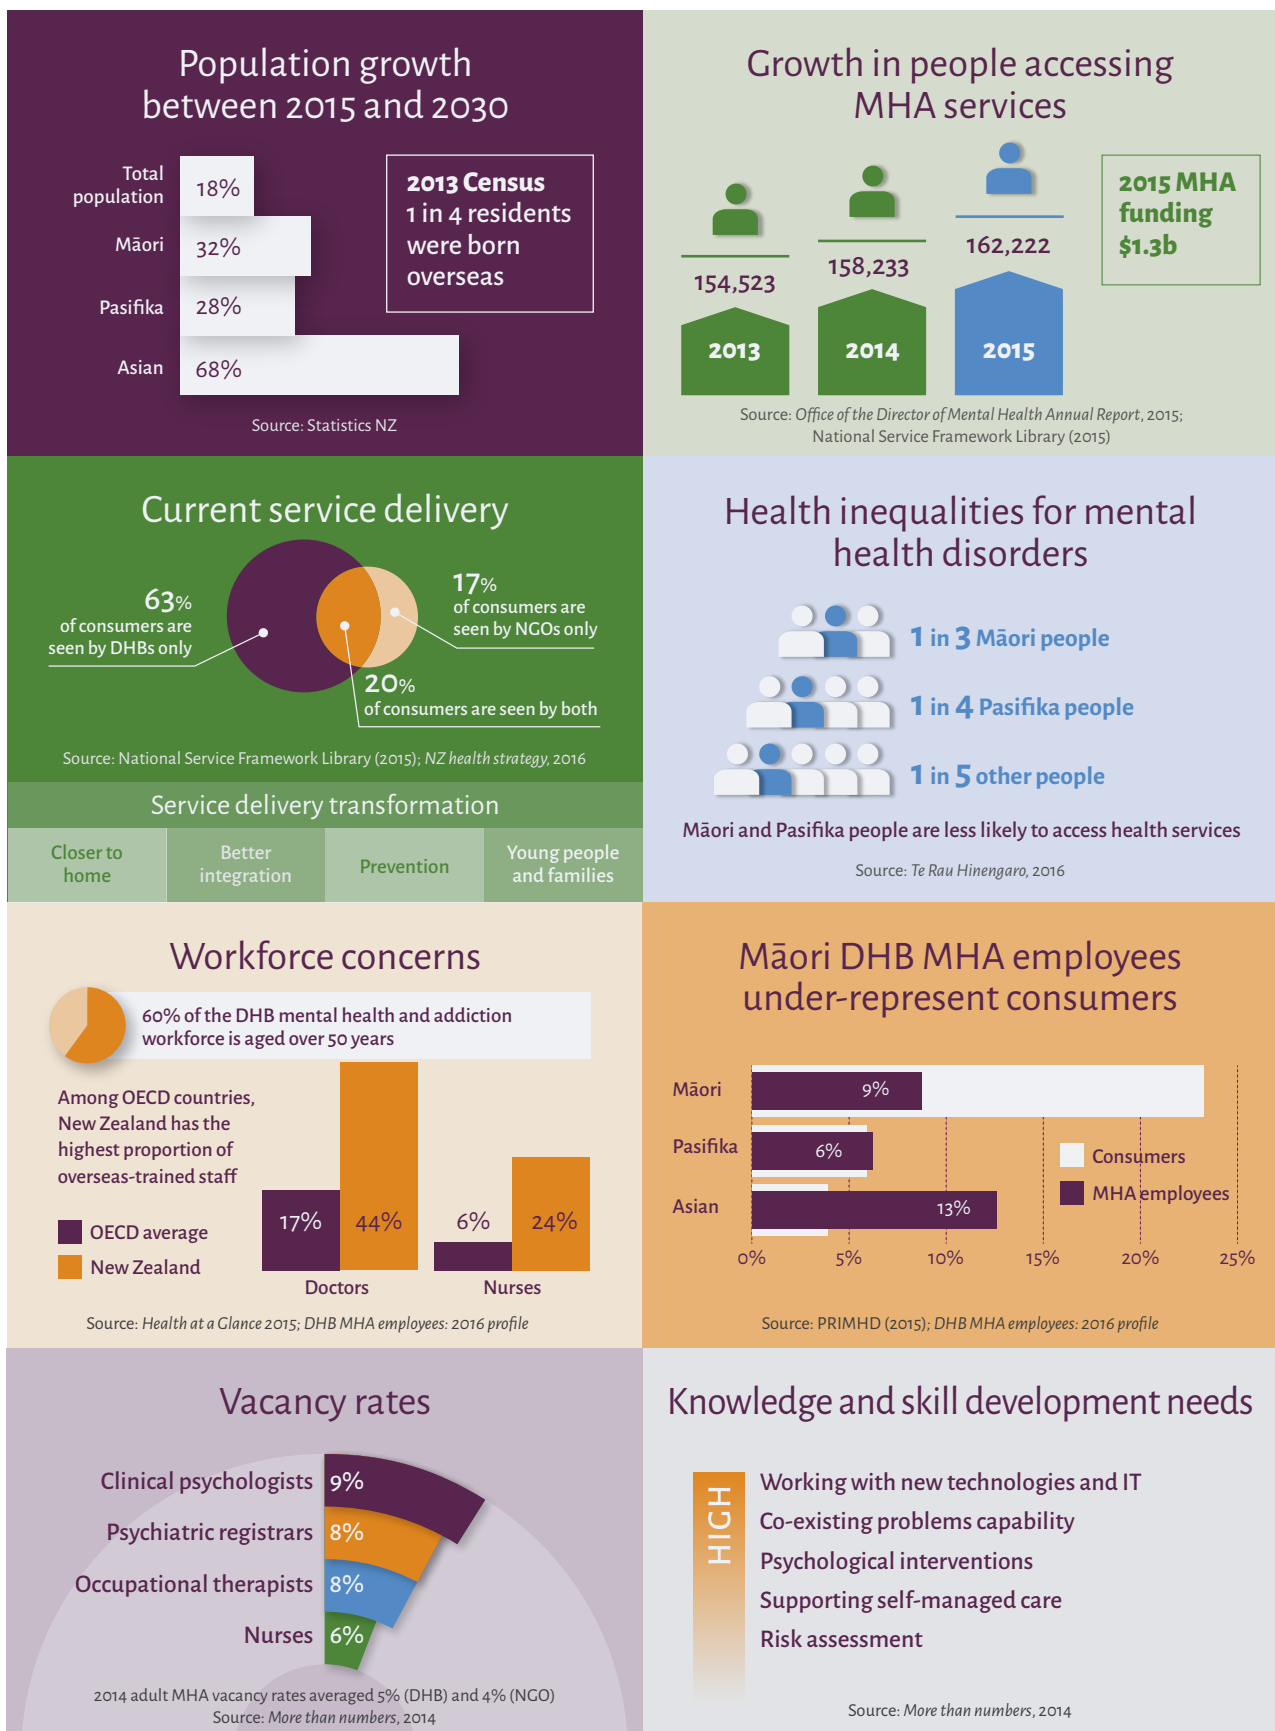 Population growth
between 2015 and 2030
Total
population
18%
Māori
32%
Pasifika
28%
Asian
68%
2013 Census
1 in 4 residents
were born
overseas
Source: Statistics NZ
Growth in people accessing
MHA services
154,523
158,233
162,222
2013
2014
2015
2015 MHA
funding
$1.3b
Source: Office of the Director of Mental Health Annual Report, 2015;
National Service Framework Library (2015)
Current service delivery
63%
of consumers are
seen by DHBs only
17%
of consumers are
seen by NGOs only
20%
of consumers are seen by both
Source: National Service Framework Library (2015); NZ health strategy, 2016
Service delivery transformation
Closer to
home
Better
integration
Prevention
Young people
and families
Health inequalities for mental
health disorders
1 in 3 Māori people
1 in 4 Pasifika people
1 in 5 other people
Māori and Pasifika people are less likely to access health services
Source: Te Rau Hinengaro, 2016
Workforce concerns
60% of the DHB mental health and addiction
workforce is aged over 50 years
Among OECD countries,
New Zealand has the
highest proportion of
overseas-trained staff
OECD average
New Zealand
17%
44%
6%
24%
Doctors
Nurses
Source: Health at a Glance 2015; DHB MHA employees: 2016 profile
Māori DHB MHA employees
under-represent consumers
Māori
9%
Pasifika
6%
Asian
13%
Consumers
MHA employees
0%
5%
10%
15%
20%
25%
Source: PRIMHD (2015); DHB MHA employees: 2016 profile
Vacancy rates
Clinical psychologists 9%
Psychiatric registrars 8%
Occupational therapists 8%
Nurses 6%
2014 adult MHA vacancy rates averaged 5% (DHB) and 4% (NGO)
Source: More than numbers, 2014
Knowledge and skill development needs
HIGH
Working with new technologies and IT
Co-existing problems capability
Psychological interventions
Supporting self-managed care
Risk assessment
Source: More than numbers, 2014